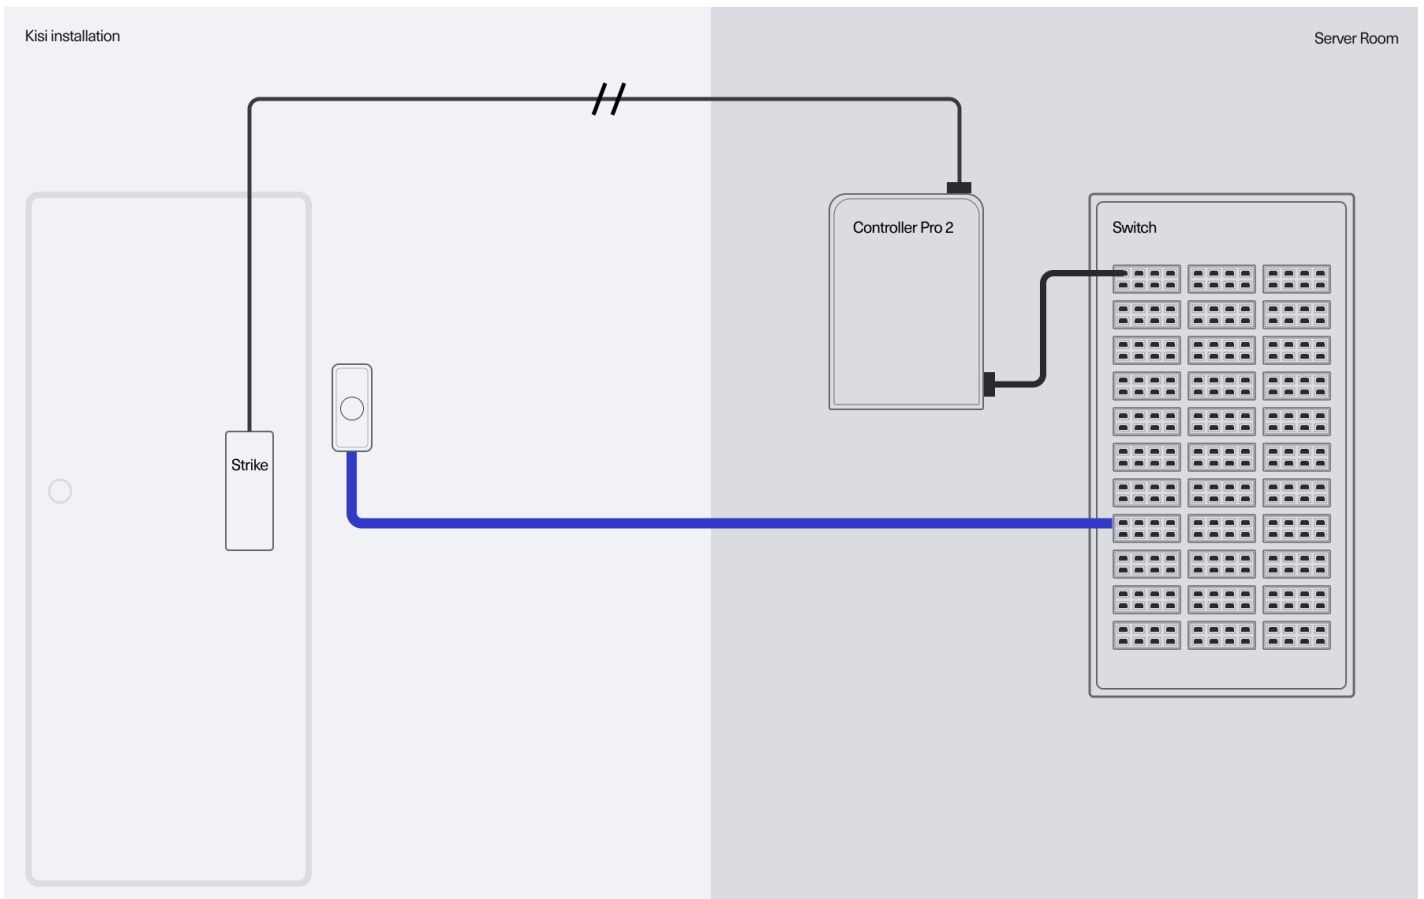 Kisi installation
Server Room
Controller Pro 2
Switch
Strike